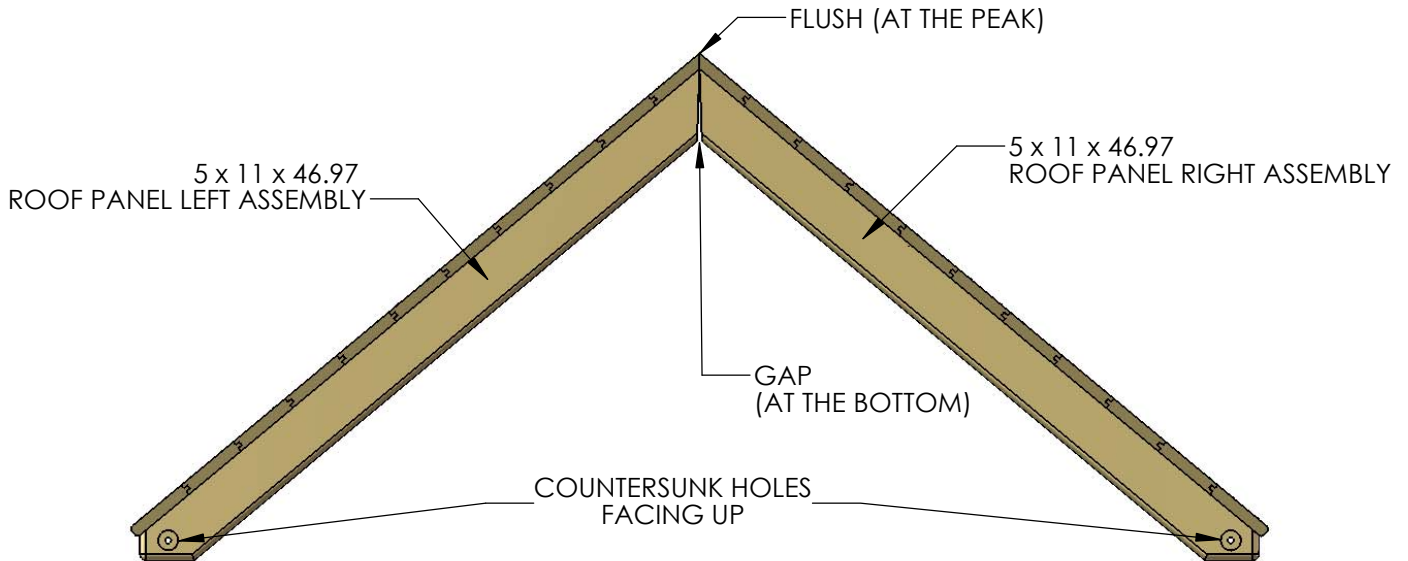 FLUSH (AT THE PEAK)
5 x 11 x 46.97
ROOF PANEL LEFT ASSEMBLY
5 x 11 x 46.97
ROOF PANEL RIGHT ASSEMBLY
GAP
(AT THE BOTTOM)
COUNTERSUNK HOLES
FACING UP